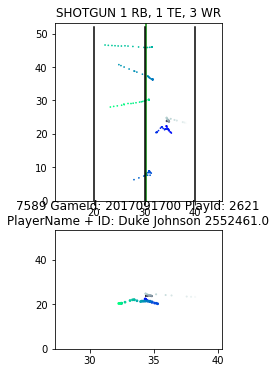 SHOTGUN 1 RB, 1 TE, 3 WR
50
40
30
20
10
0
20 30 40
7589 GameId: 2017091700 PlayId: 2621
PlayerName + ID: Duke Johnson 2552461.0
40
20
0
30 35 40